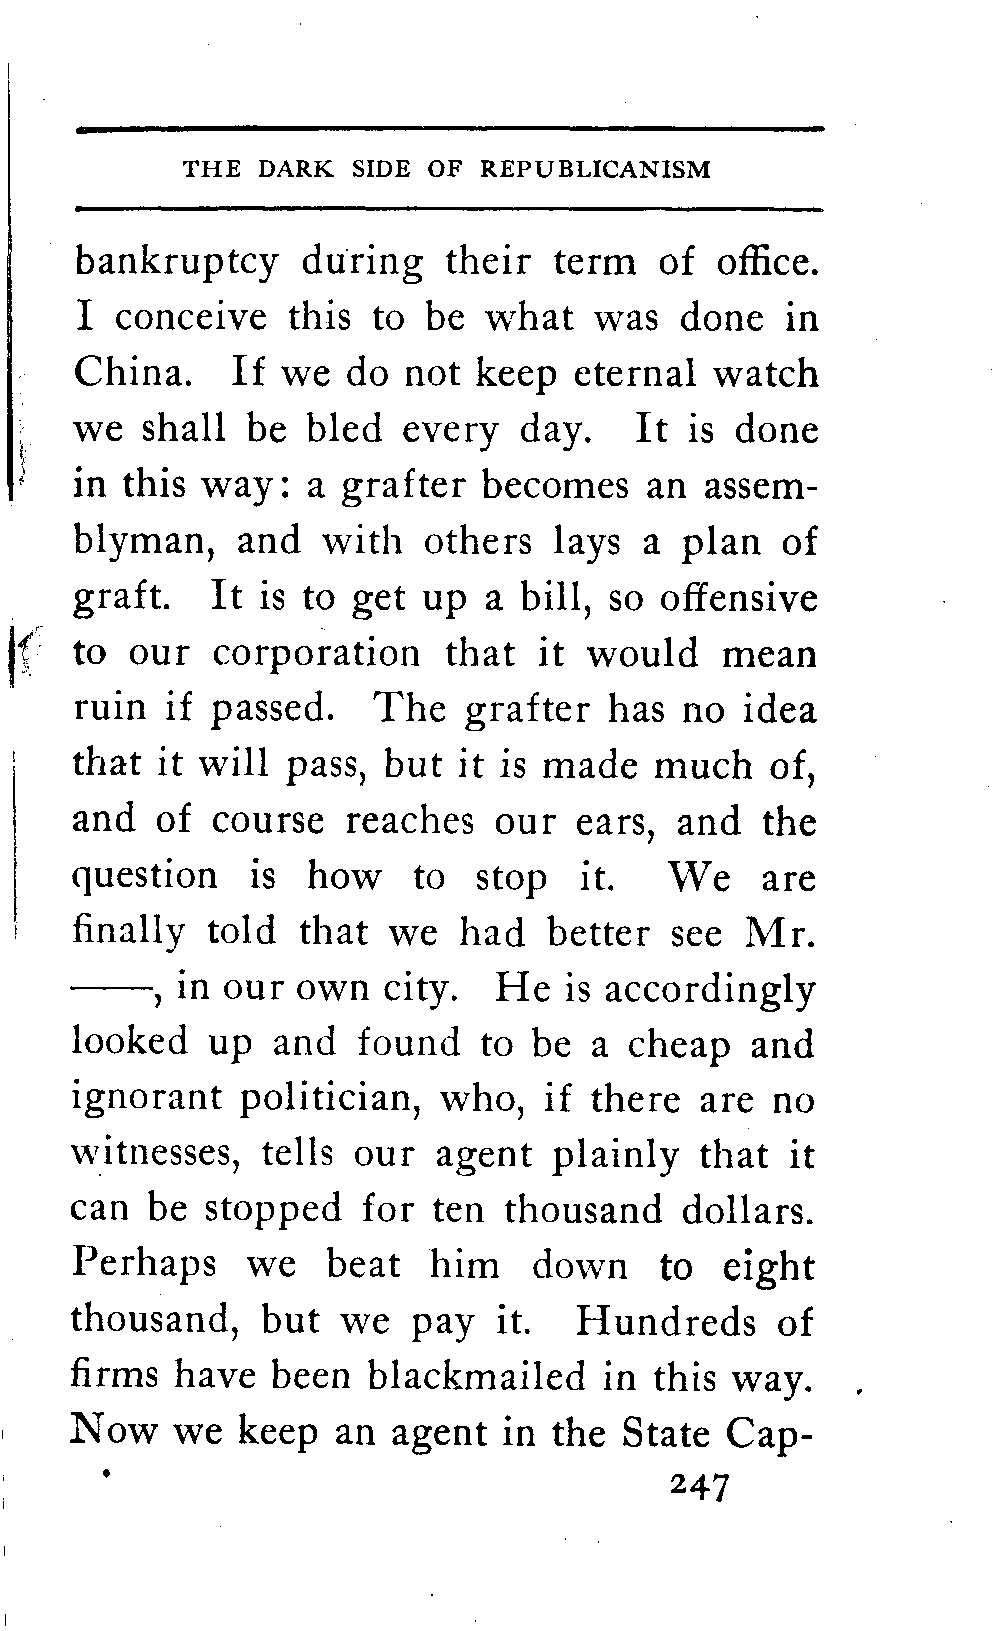 THE DARK SIDE OF REPUBLICANISM
bankruptcy during their term of office.
I conceive this to be what was done in
China. If we do not keep eternal watch
we shall be bled every day. It is done
in this way: a grafter becomes an assem-
blyman, and with others lays a plan of
graft. It is to get up a bill, so offensive
to our corporation that it would mean
ruin if passed. The grafter has no idea
that it will pass, but it is made much of,
and of course reaches our ears, and the
question is how to stop it. We are
finally told that we had better see Mr.
——, in our own city. He is accordingly
looked up and found to be a cheap and
ignorant politician, who, if there are no
witnesses, tells our agent plainly that it
can be stopped for ten thousand dollars.
Perhaps we beat him down to eight
thousand, but we pay it. Hundreds of
firms have been blackmailed in this way.
Now we keep an agent in the State Cap-
247